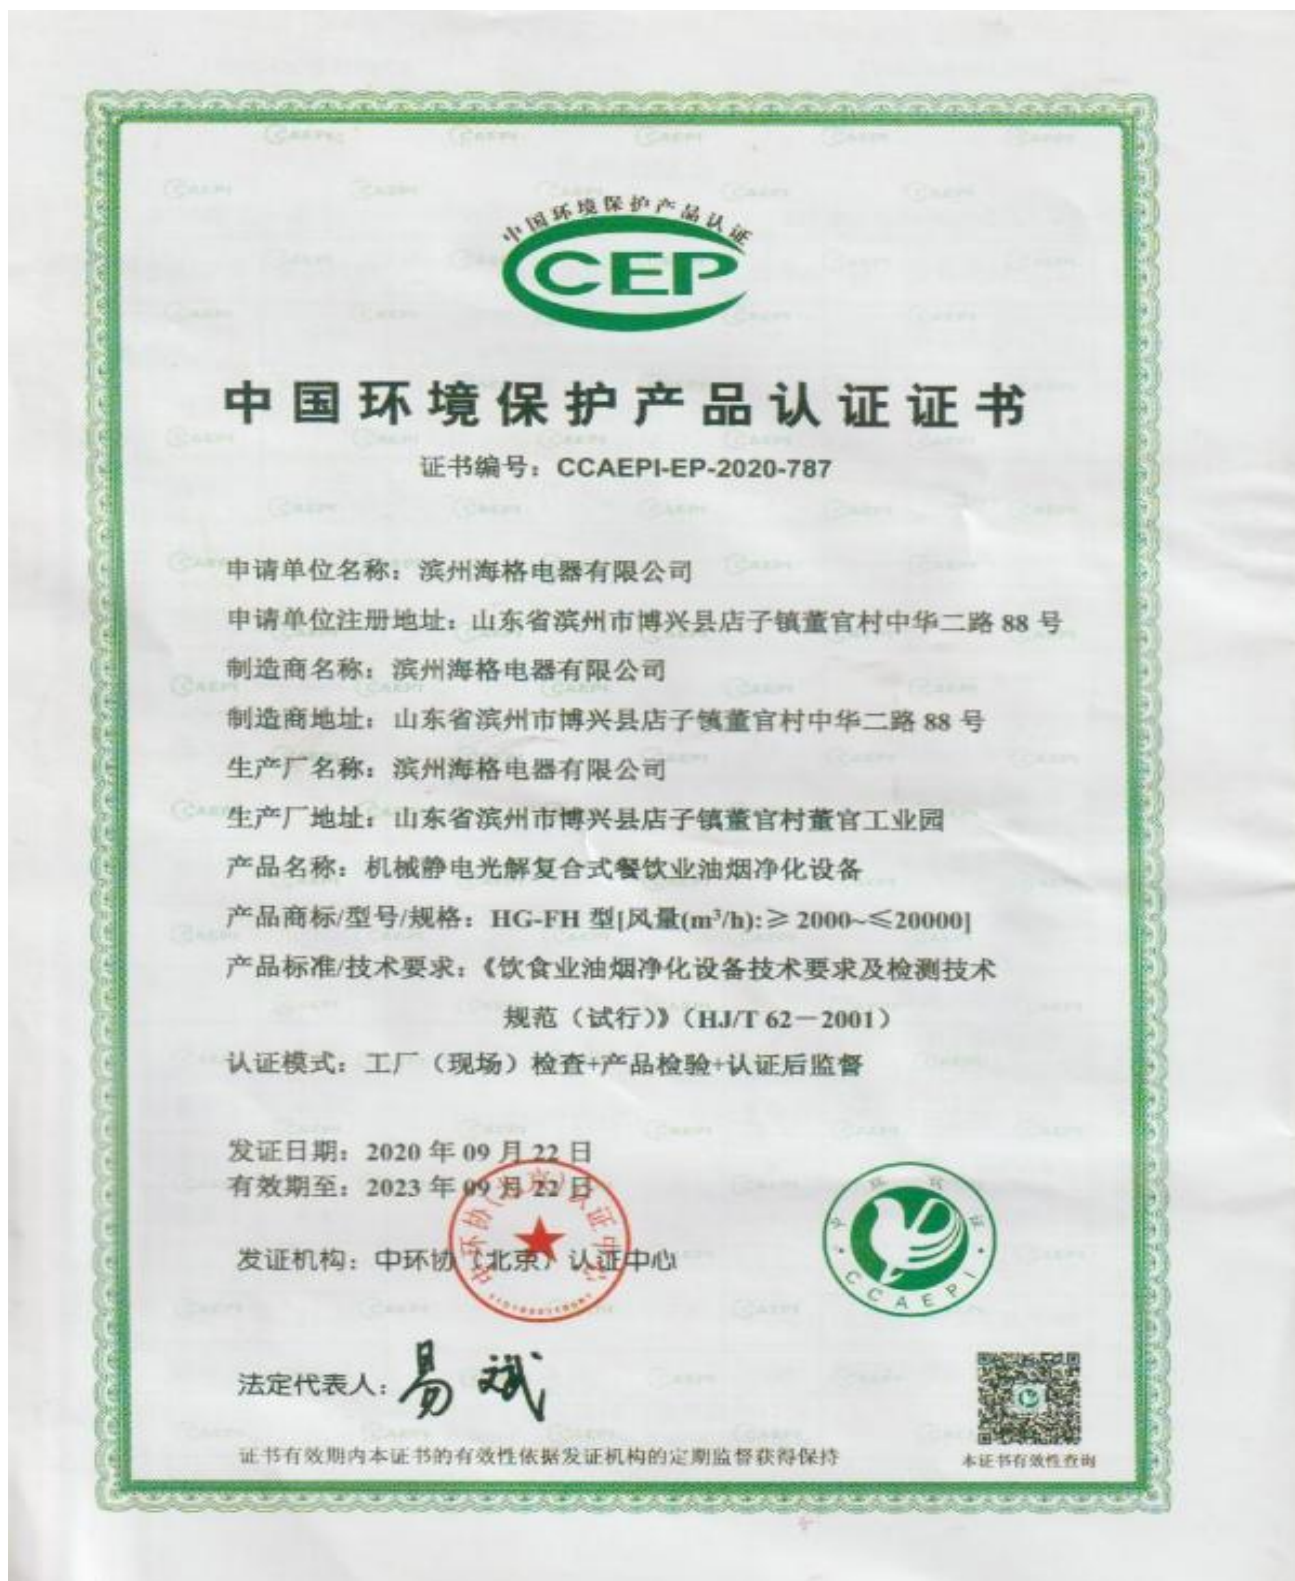 中国环境保护产品认证
CEP
中国环境保护产品认证证书
证书编号：CCAEPI-EP-2020-787
申请单位名称：滨州海格电器有限公司
申请单位注册地址：山东省滨州市博兴县店子镇董官村中华二路 88 号
制造商名称：滨州海格电器有限公司
制造商地址：山东省滨州市博兴县店子镇董官村中华二路 88 号
生产厂名称：滨州海格电器有限公司
生产厂地址：山东省滨州市博兴县店子镇董官村董官工业园
产品名称：机械静电光解复合式餐饮业油烟净化设备
产品商标/型号/规格：HG-FH 型[风量(m³/h):≥ 2000~≤20000]
产品标准/技术要求：《饮食业油烟净化设备技术要求及检测技术
规范（试行）》（HJ/T 62－2001）
认证模式：工厂（现场）检查+产品检验+认证后监督
发证日期：2020 年 09 月 22 日
有效期至：2023 年 09 月 22 日
发证机构：中环协（北京）认证中心
中环协(北京)认证中心
中环认证
CCAEPI
法定代表人：易斌
证书有效期内本证书的有效性依据发证机构的定期监督获得保持
本证书有效性查询